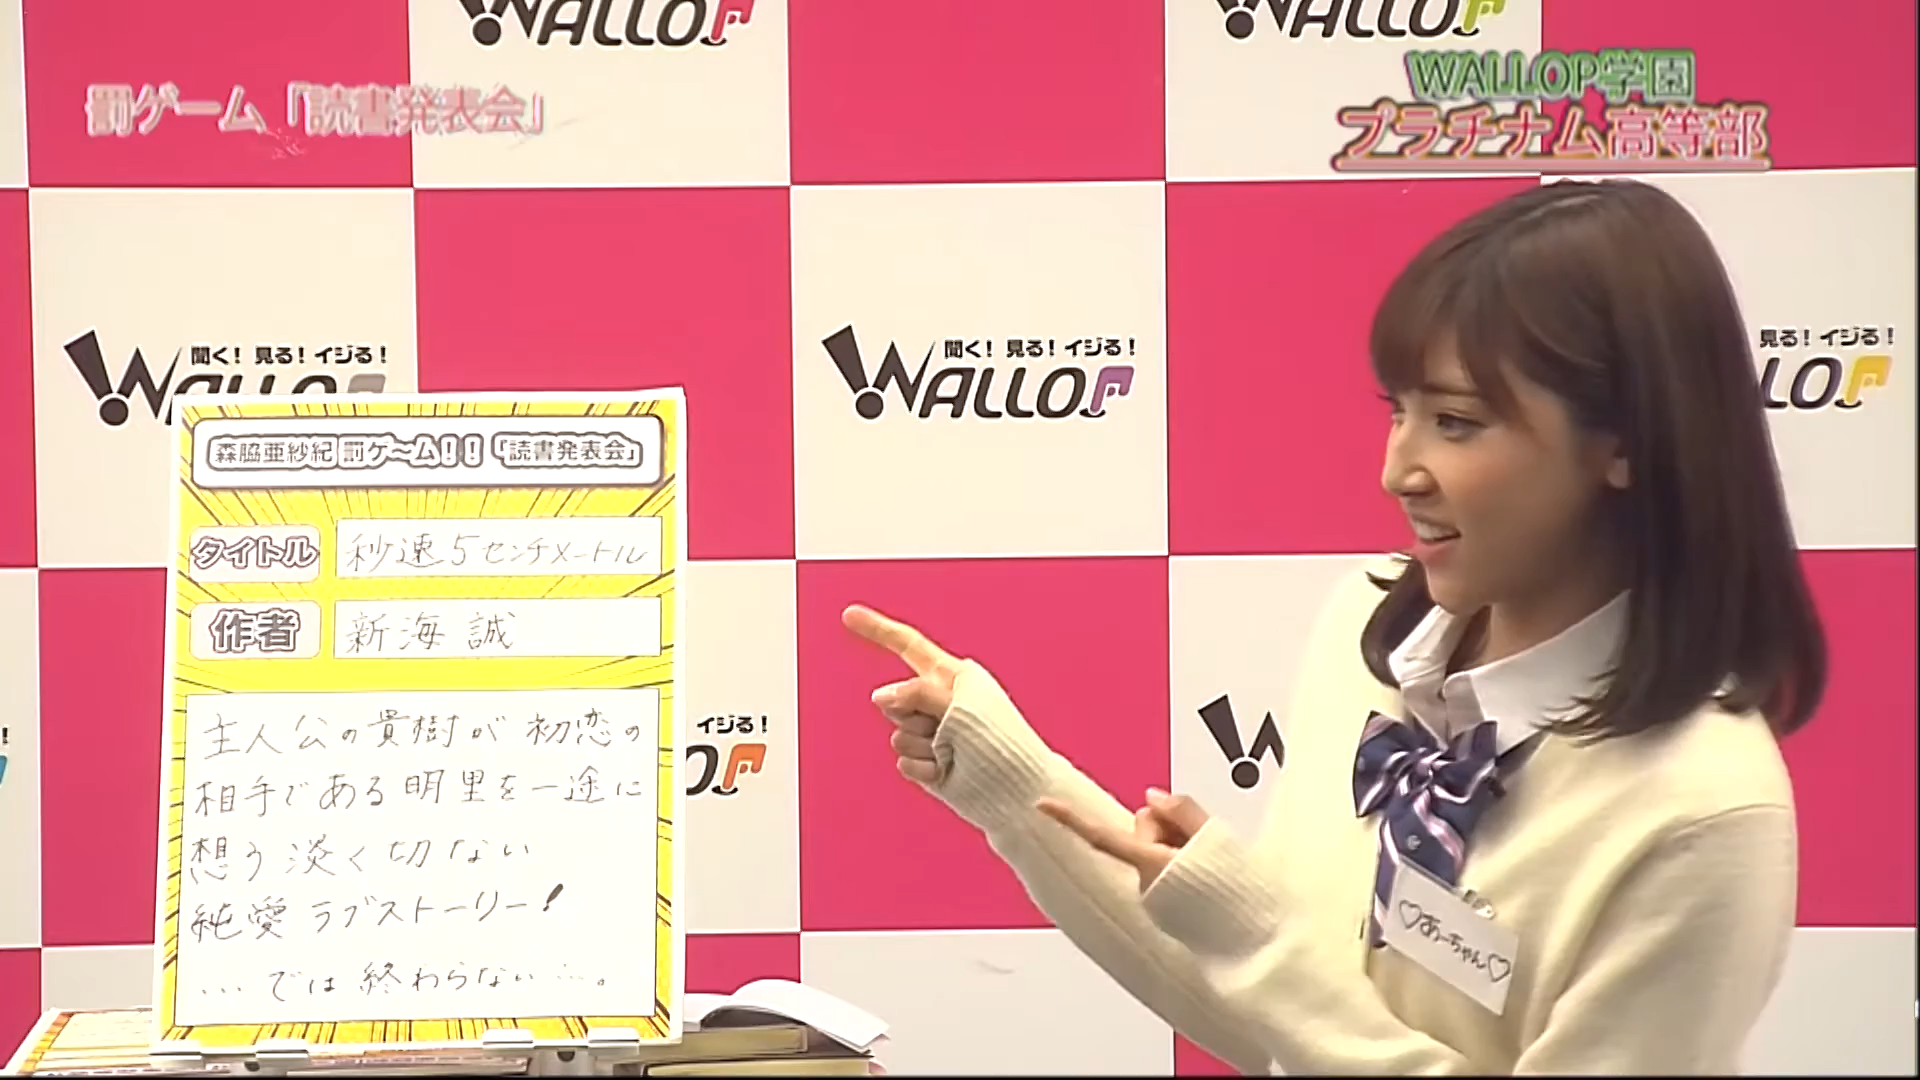 WALLOP
WALLOP
罰ゲーム「読書発表会」
WALLOP学園
プラチナム高等部
聞く！見る！イジる！
WALLOP
聞く！見る！イジる！
WALLOP
見る！イジる！
LOP
森脇亜紗紀 罰ゲーム！！「読書発表会」
タイトル
秒速5センチメートル
作者
新海 誠
主人公の貴樹が初恋の
相手である明里を一途に
想う淡く切ない
純愛ラブストーリー！
...では終わらない...。
イジる！
OP
W
♡あーちゃん♡